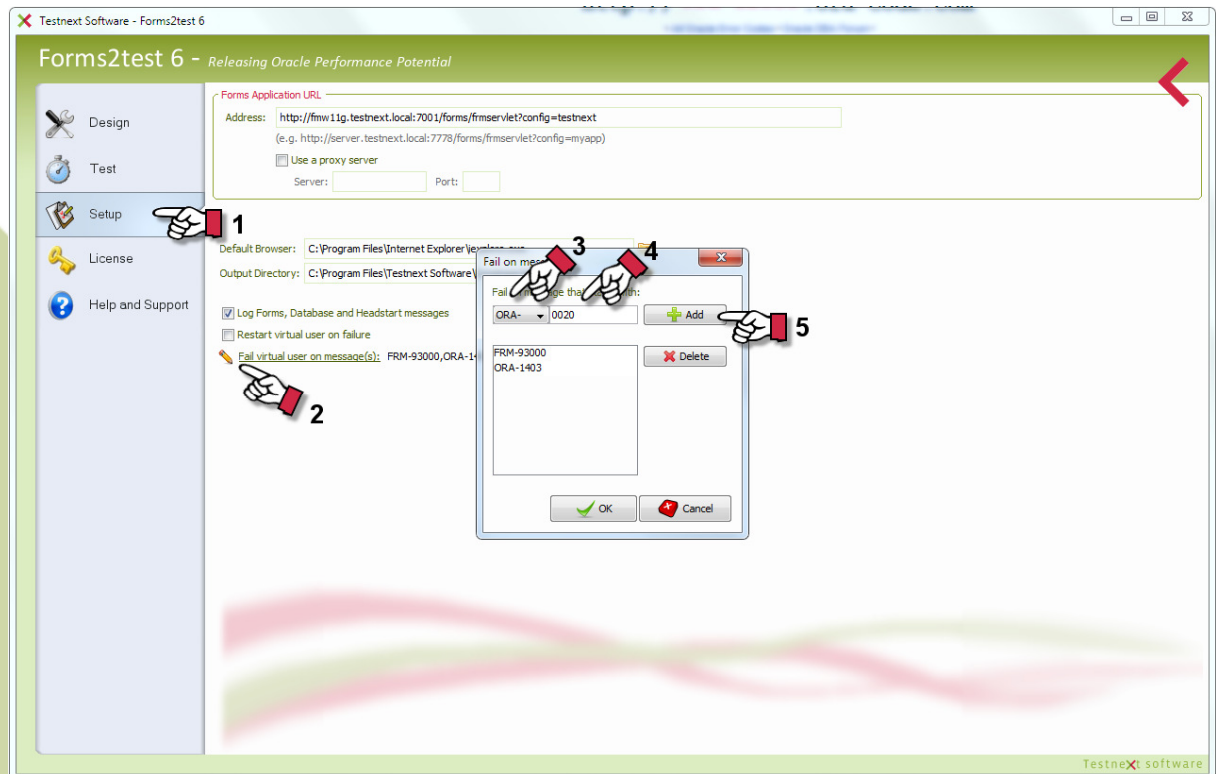 Testnext Software - Forms2test 6
Forms2test 6 - Releasing Oracle Performance Potential
Design
Test
Setup
License
Help and Support
1
Forms Application URL
Address: http://fmw11g.testnext.local:7001/forms/frmservlet?config=testnext
(e.g. http://server.testnext.local:7778/forms/frmservlet?config=myapp)
Use a proxy server
Server: Port:
Default Browser: C:\Program Files\Internet Explorer\
Output Directory: C:\Program Files\Testnext Software\
Log Forms, Database and Headstart messages
Restart virtual user on failure
Fail virtual user on message(s): FRM-93000,ORA-1
2
Fail on
3
4
Fail
ORA- 0020
Add
5
FRM-93000
ORA-1403
Delete
OK
Cancel
Testnext software